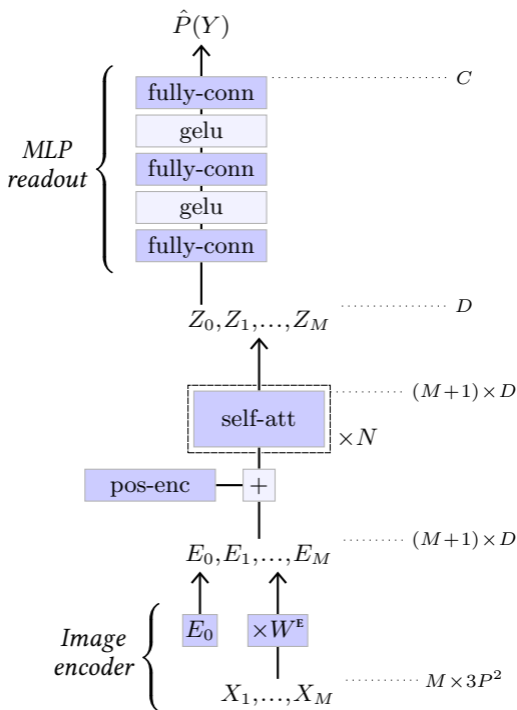 P̂(Y)
fully-conn
C
gelu
MLP
readout
fully-conn
gelu
fully-conn
D
Z₀,Z₁,...,Z_M
(M+1)×D
self-att
×N
pos-enc
+
(M+1)×D
E₀,E₁,...,E_M
Image
encoder
E₀
×Wᴱ
M×3P²
X₁,...,X_M